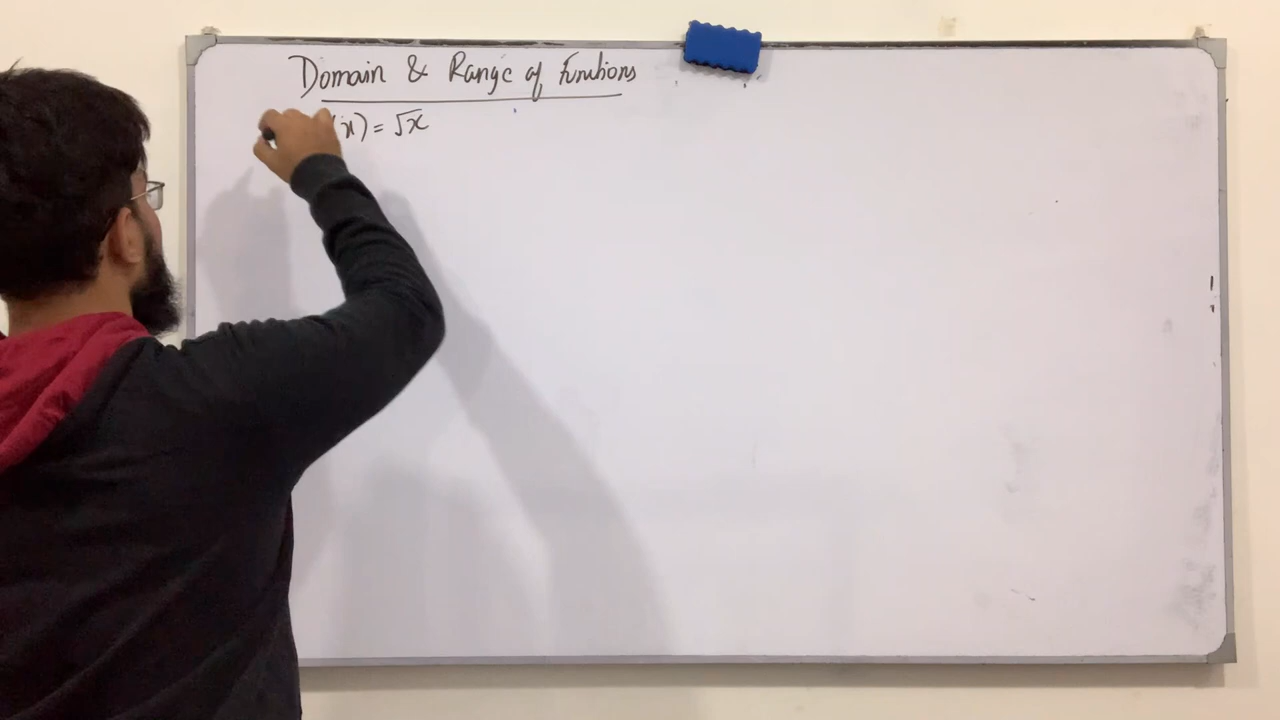 Domain & Range of Functions
(x) = √x